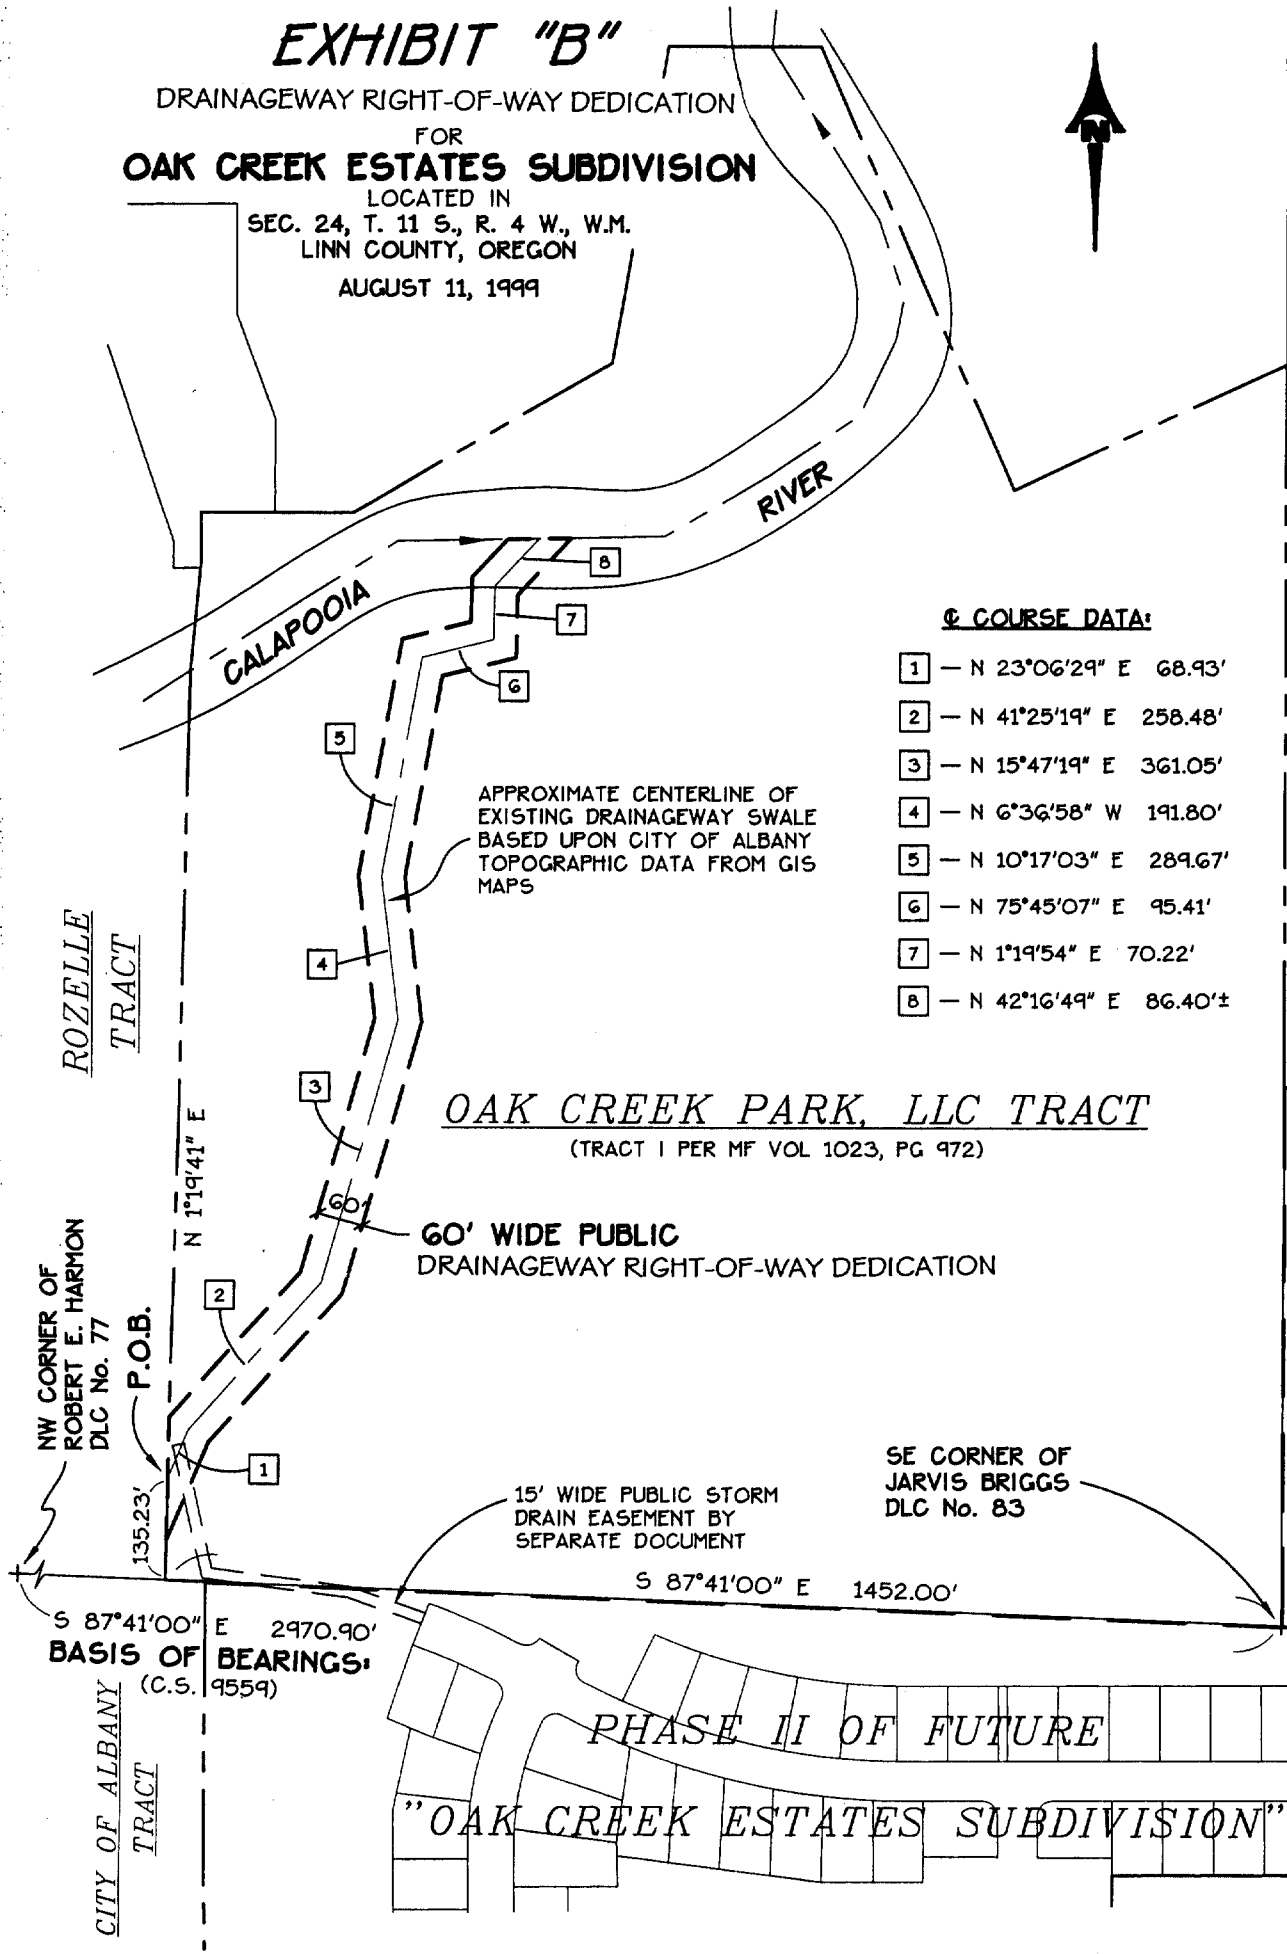 EXHIBIT "B"
DRAINAGEWAY RIGHT-OF-WAY DEDICATION
FOR
OAK CREEK ESTATES SUBDIVISION
LOCATED IN
SEC. 24, T. 11 S., R. 4 W., W.M.
LINN COUNTY, OREGON
AUGUST 11, 1999
N
RIVER
CALAPOOIA
8
7
6
5
4
3
2
1
℄ COURSE DATA:
1 — N 23°06'29" E 68.93'
2 — N 41°25'19" E 258.48'
3 — N 15°47'19" E 361.05'
4 — N 6°36'58" W 191.80'
5 — N 10°17'03" E 289.67'
6 — N 75°45'07" E 95.41'
7 — N 1°19'54" E 70.22'
8 — N 42°16'49" E 86.40'±
APPROXIMATE CENTERLINE OF
EXISTING DRAINAGEWAY SWALE
BASED UPON CITY OF ALBANY
TOPOGRAPHIC DATA FROM GIS
MAPS
ROZELLE
TRACT
N 1°19'41" E
OAK CREEK PARK, LLC TRACT
(TRACT 1 PER MF VOL 1023, PG 972)
60'
60' WIDE PUBLIC
DRAINAGEWAY RIGHT-OF-WAY DEDICATION
NW CORNER OF
ROBERT E. HARMON
DLC No. 77
P.O.B.
135.23'
15' WIDE PUBLIC STORM
DRAIN EASEMENT BY
SEPARATE DOCUMENT
SE CORNER OF
JARVIS BRIGGS
DLC No. 83
S 87°41'00" E 1452.00'
S 87°41'00" E 2970.90'
BASIS OF BEARINGS:
(C.S. 9559)
CITY OF ALBANY
TRACT
PHASE II OF FUTURE
"OAK CREEK ESTATES SUBDIVISION"